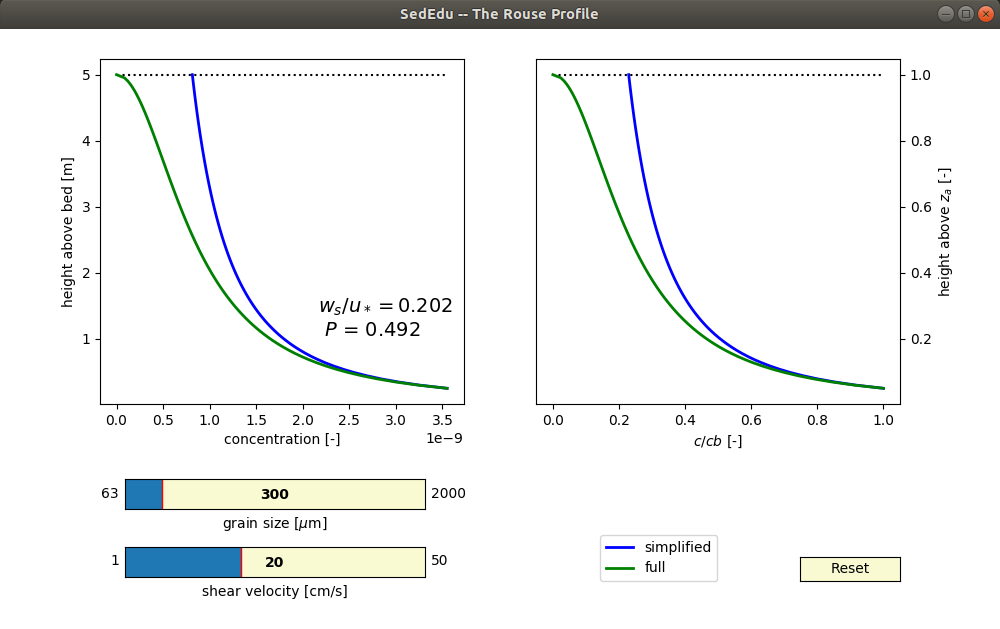 SedEdu -- The Rouse Profile
height above bed [m]
5
4
3
2
1
w_s/u_* = 0.202
P = 0.492
0.0 0.5 1.0 1.5 2.0 2.5 3.0 3.5
concentration [-]
1e−9
1.0
0.8
0.6
0.4
0.2
height above z_a [-]
0.0 0.2 0.4 0.6 0.8 1.0
c/cb [-]
63 300 2000
grain size [μm]
1 20 50
shear velocity [cm/s]
simplified
full
Reset